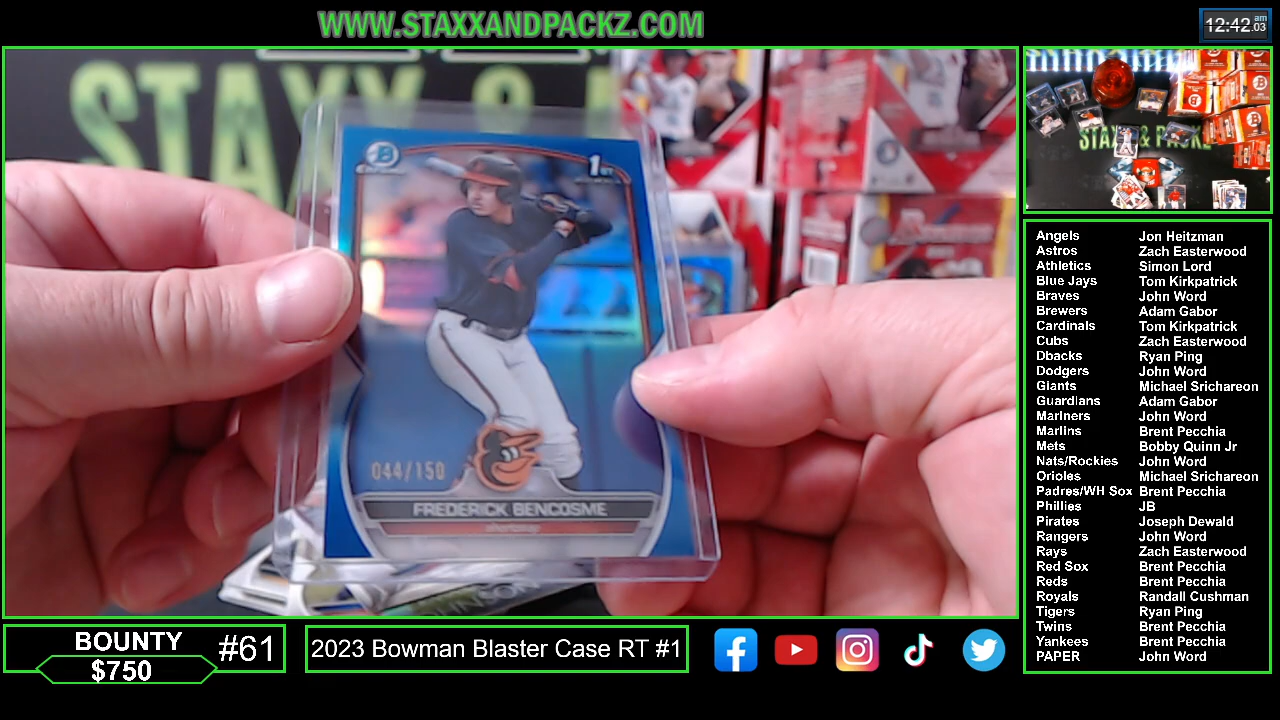 WWW.STAXXANDPACKZ.COM
12:42 am
.03
STAXX &
B
CHROME
1ST
044/150
FREDERICK BENCOSME
shortstop
STAXX & PACKZ
Angels Jon Heitzman
Astros Zach Easterwood
Athletics Simon Lord
Blue Jays Tom Kirkpatrick
Braves John Word
Brewers Adam Gabor
Cardinals Tom Kirkpatrick
Cubs Zach Easterwood
Dbacks Ryan Ping
Dodgers John Word
Giants Michael Srichareon
Guardians Adam Gabor
Mariners John Word
Marlins Brent Pecchia
Mets Bobby Quinn Jr
Nats/Rockies John Word
Orioles Michael Srichareon
Padres/WH Sox Brent Pecchia
Phillies JB
Pirates Joseph Dewald
Rangers John Word
Rays Zach Easterwood
Red Sox Brent Pecchia
Reds Brent Pecchia
Royals Randall Cushman
Tigers Ryan Ping
Twins Brent Pecchia
Yankees Brent Pecchia
PAPER John Word
BOUNTY
$750
#61
2023 Bowman Blaster Case RT #1